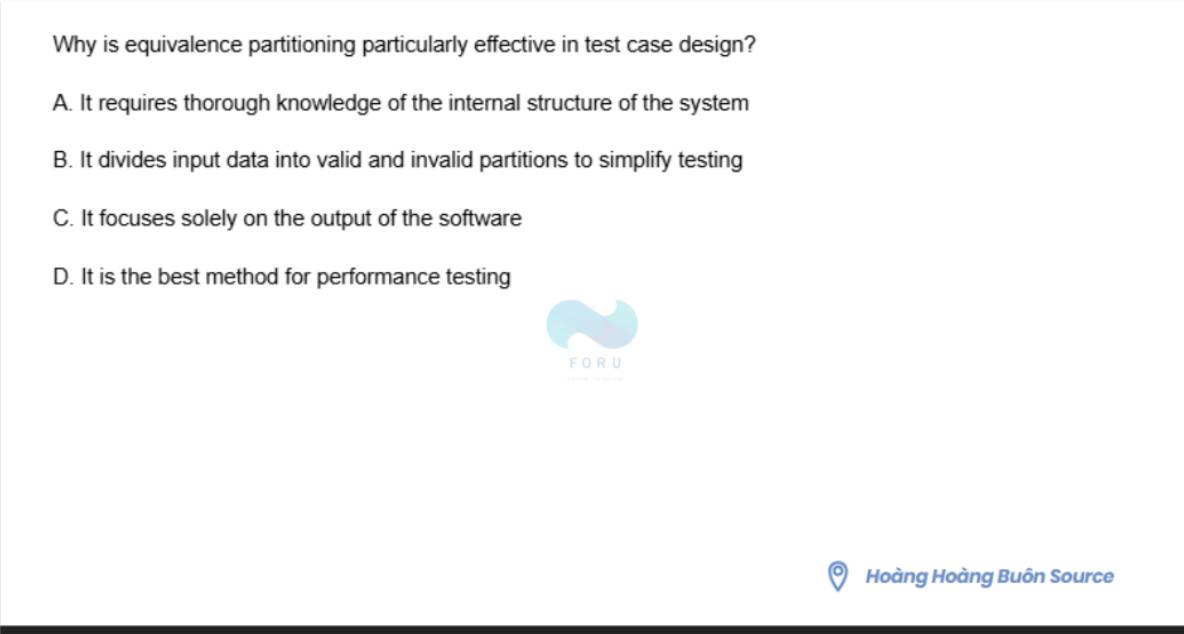 Why is equivalence partitioning particularly effective in test case design?
A. It requires thorough knowledge of the internal structure of the system
B. It divides input data into valid and invalid partitions to simplify testing
C. It focuses solely on the output of the software
D. It is the best method for performance testing
FORU
Hoàng Hoàng Buôn Source